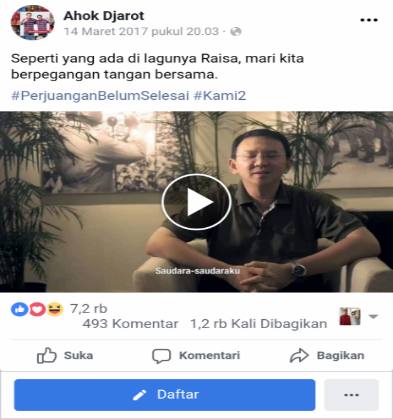 Ahok Djarot
14 Maret 2017 pukul 20.03 ·
Seperti yang ada di lagunya Raisa, mari kita
berpegangan tangan bersama.
#PerjuanganBelumSelesai #Kami2
Saudara-saudaraku
7,2 rb
493 Komentar 1,2 rb Kali Dibagikan
Suka Komentari Bagikan
Daftar